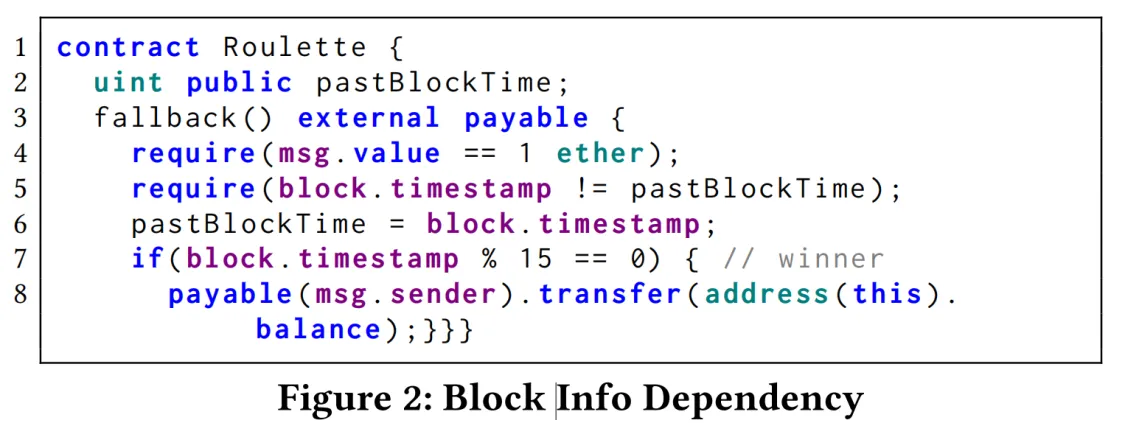 1 contract Roulette {
2 uint public pastBlockTime;
3 fallback() external payable {
4 require(msg.value == 1 ether);
5 require(block.timestamp != pastBlockTime);
6 pastBlockTime = block.timestamp;
7 if(block.timestamp % 15 == 0) { // winner
8 payable(msg.sender).transfer(address(this).
balance);}}}
Figure 2: Block Info Dependency